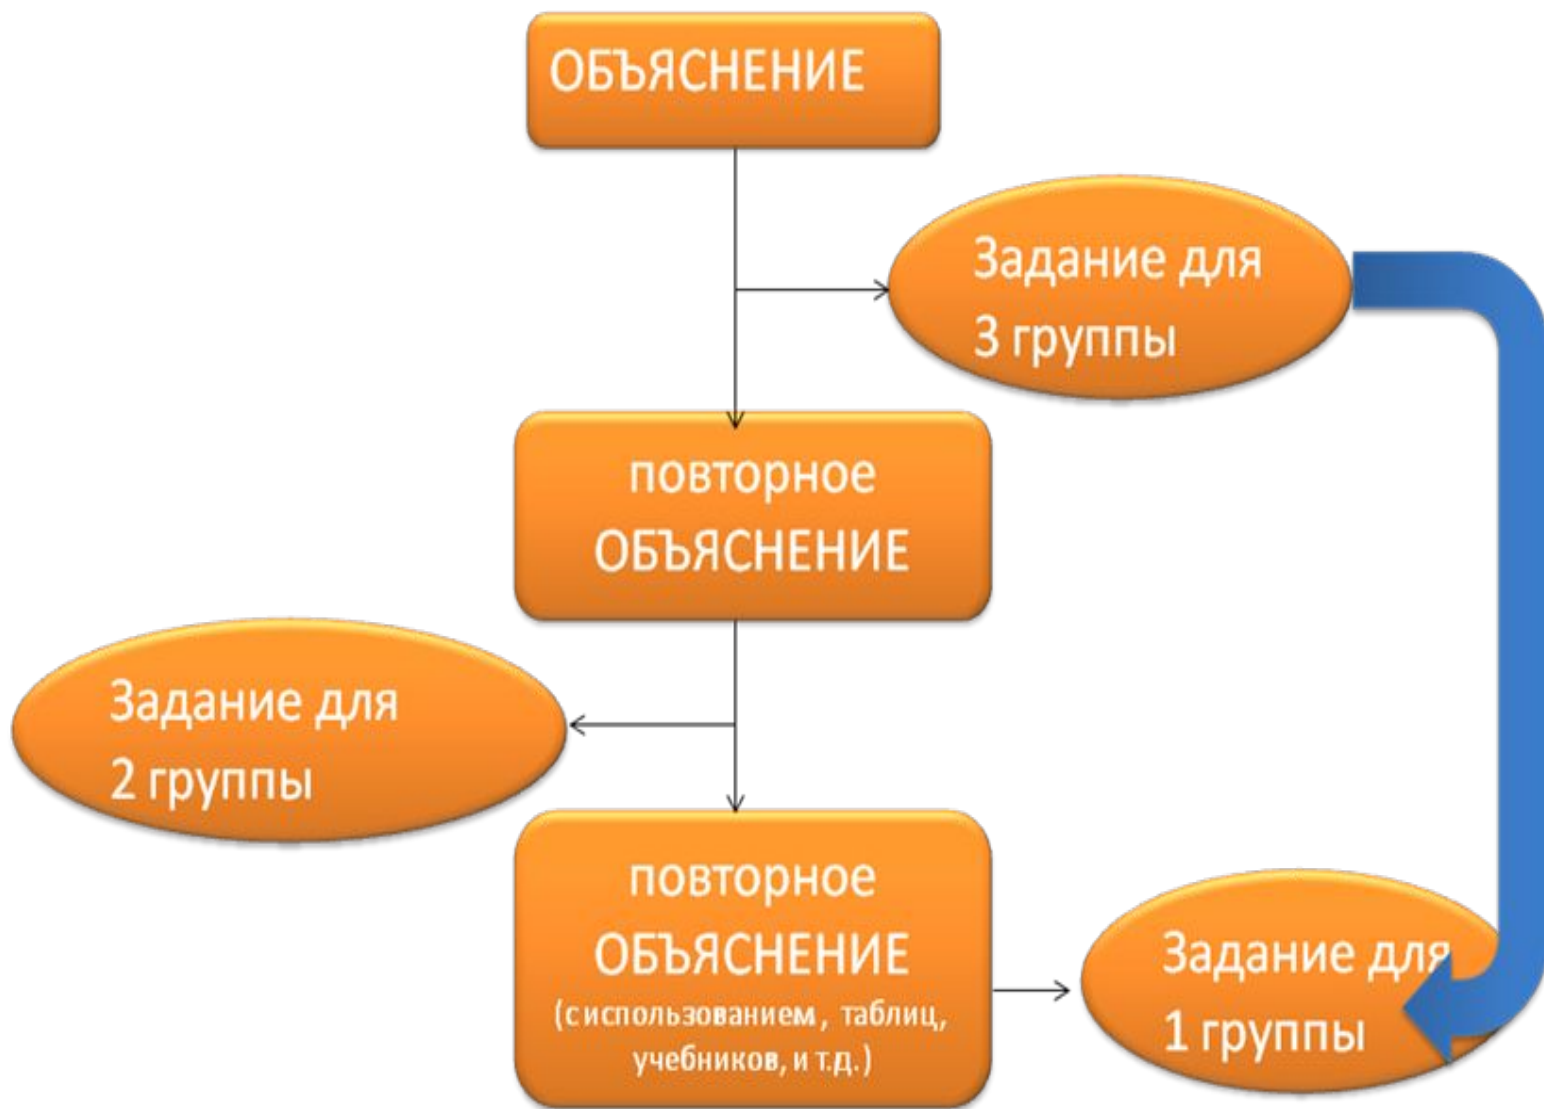 ОБЪЯСНЕНИЕ
Задание для
3 группы
повторное
ОБЪЯСНЕНИЕ
Задание для
2 группы
повторное
ОБЪЯСНЕНИЕ
(с использованием, таблиц,
учебников, и т.д.)
Задание для
1 группы